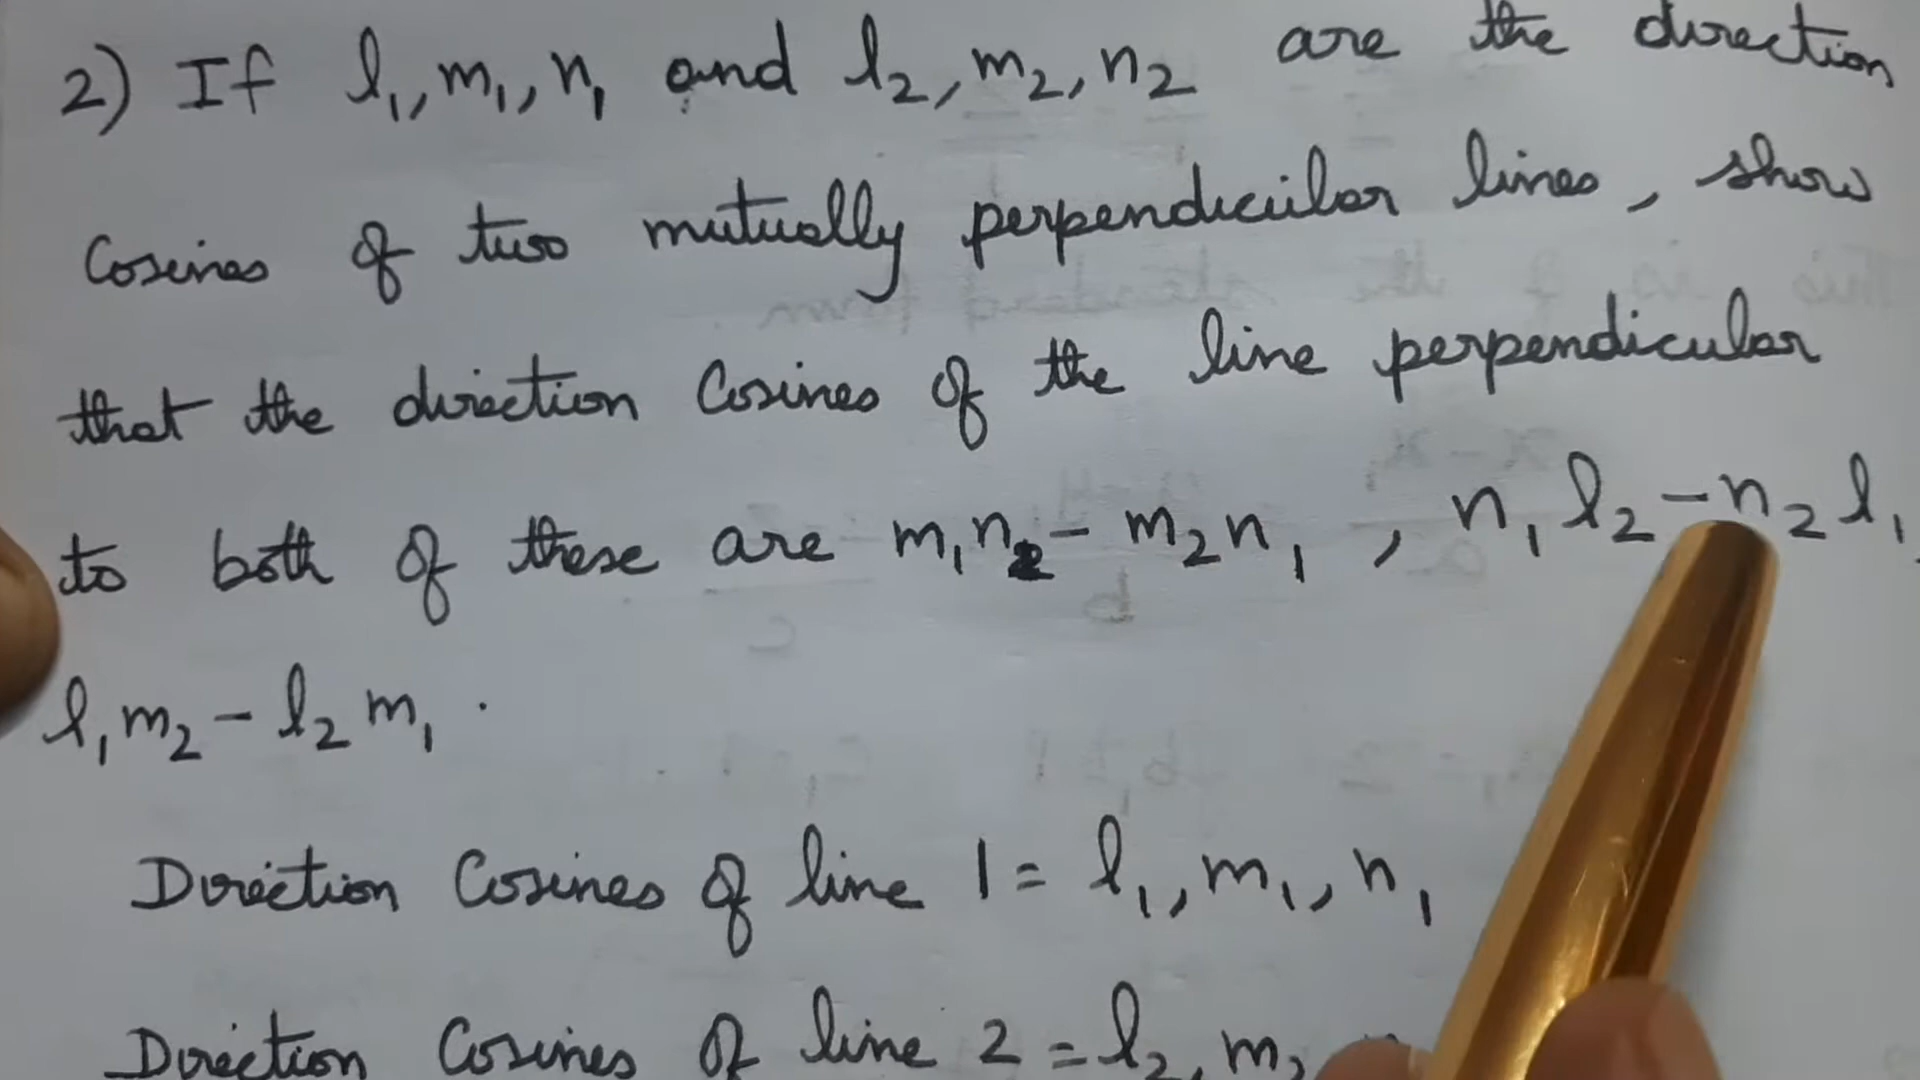 2) If l₁, m₁, n₁ and l₂, m₂, n₂ are the direction
Cosines of two mutually perpendicular lines, show
that the direction Cosines of the line perpendicular
to both of these are m₁n₂ - m₂n₁, n₁l₂ - n₂l₁,
l₁m₂ - l₂m₁.
Direction Cosines of line 1 = l₁, m₁, n₁
Direction Cosines of line 2 = l₂, m₂